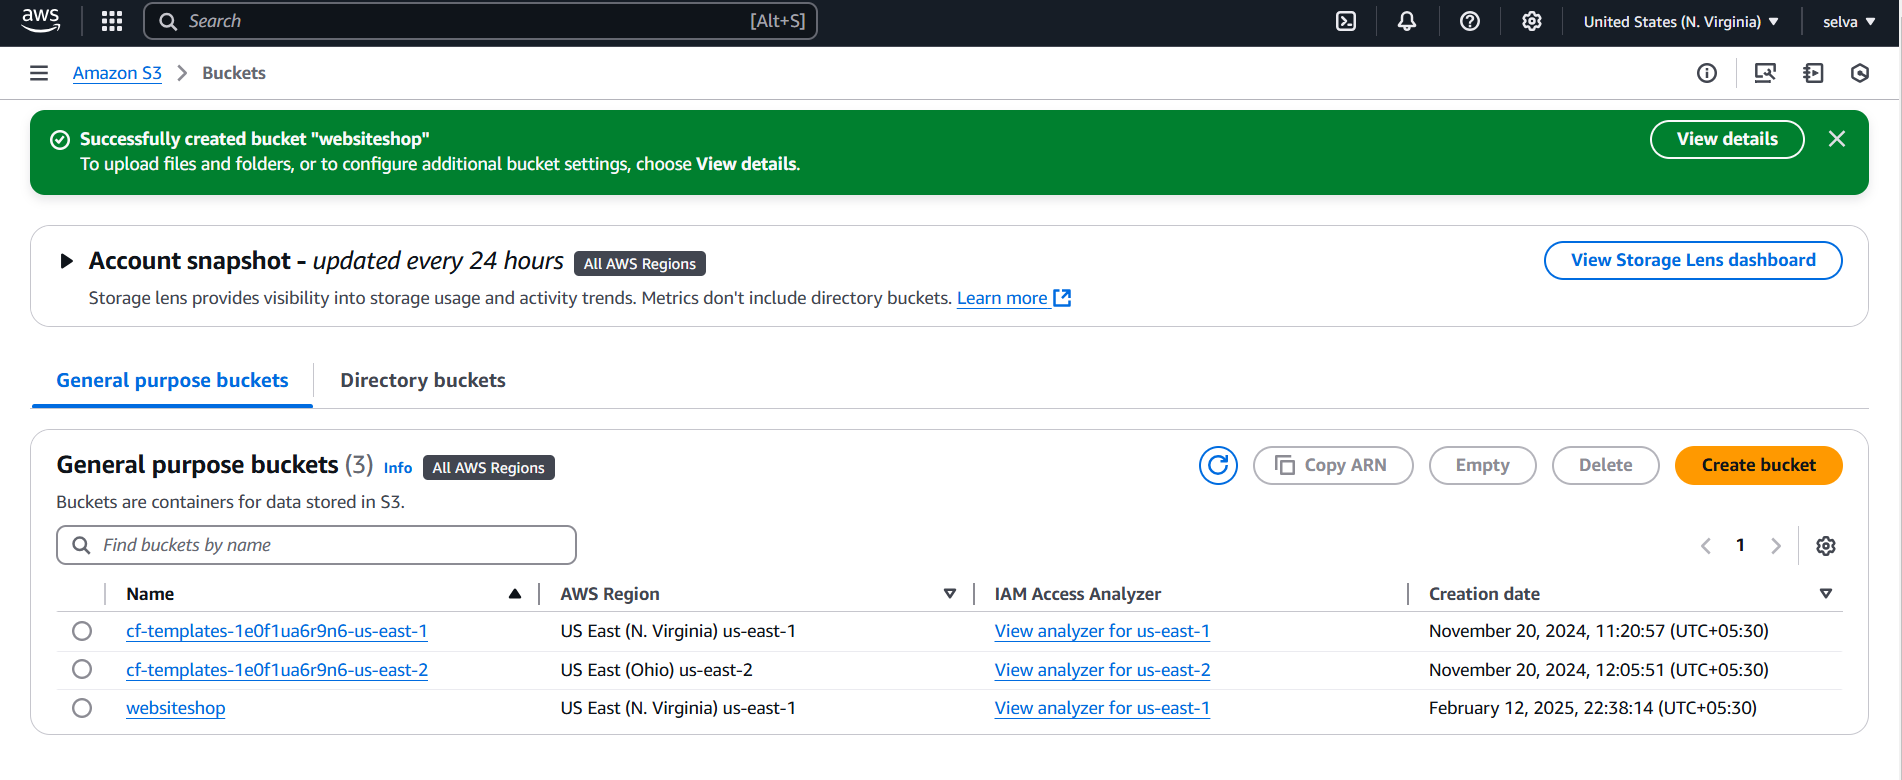 aws Search [Alt+S] United States (N. Virginia) selva
Amazon S3 Buckets
Successfully created bucket "websiteshop"
View details
To upload files and folders, or to configure additional bucket settings, choose View details.
Account snapshot - updated every 24 hours All AWS Regions
View Storage Lens dashboard
Storage lens provides visibility into storage usage and activity trends. Metrics don't include directory buckets. Learn more
General purpose buckets Directory buckets
General purpose buckets (3) Info All AWS Regions
Copy ARN Empty Delete Create bucket
Buckets are containers for data stored in S3.
Find buckets by name
1
Name AWS Region IAM Access Analyzer Creation date
cf-templates-1e0f1ua6r9n6-us-east-1 US East (N. Virginia) us-east-1 View analyzer for us-east-1 November 20, 2024, 11:20:57 (UTC+05:30)
cf-templates-1e0f1ua6r9n6-us-east-2 US East (Ohio) us-east-2 View analyzer for us-east-2 November 20, 2024, 12:05:51 (UTC+05:30)
websiteshop US East (N. Virginia) us-east-1 View analyzer for us-east-1 February 12, 2025, 22:38:14 (UTC+05:30)